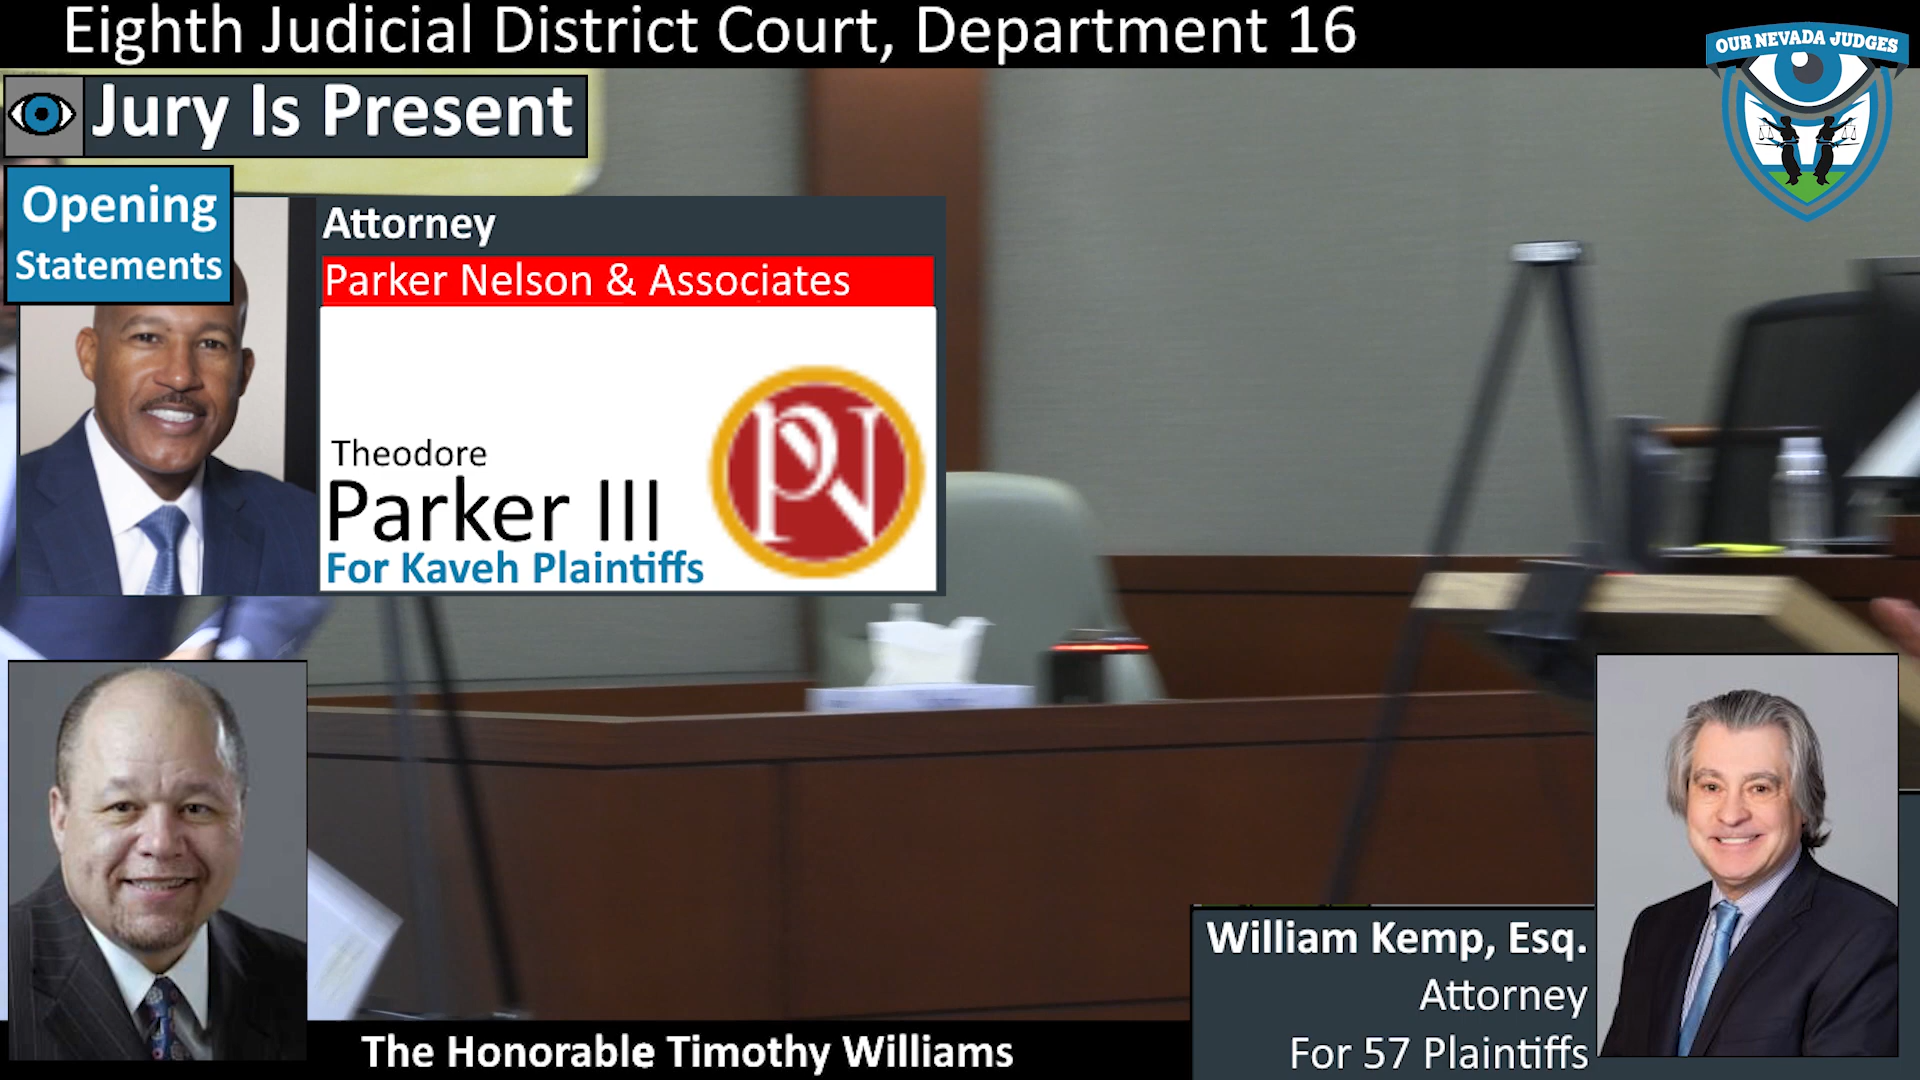 Eighth Judicial District Court, Department 16
OUR NEVADA JUDGES
Jury Is Present
Opening
Statements
Attorney
Parker Nelson & Associates
Theodore
Parker III
For Kaveh Plaintiffs
PN
William Kemp, Esq.
Attorney
For 57 Plaintiffs
The Honorable Timothy Williams